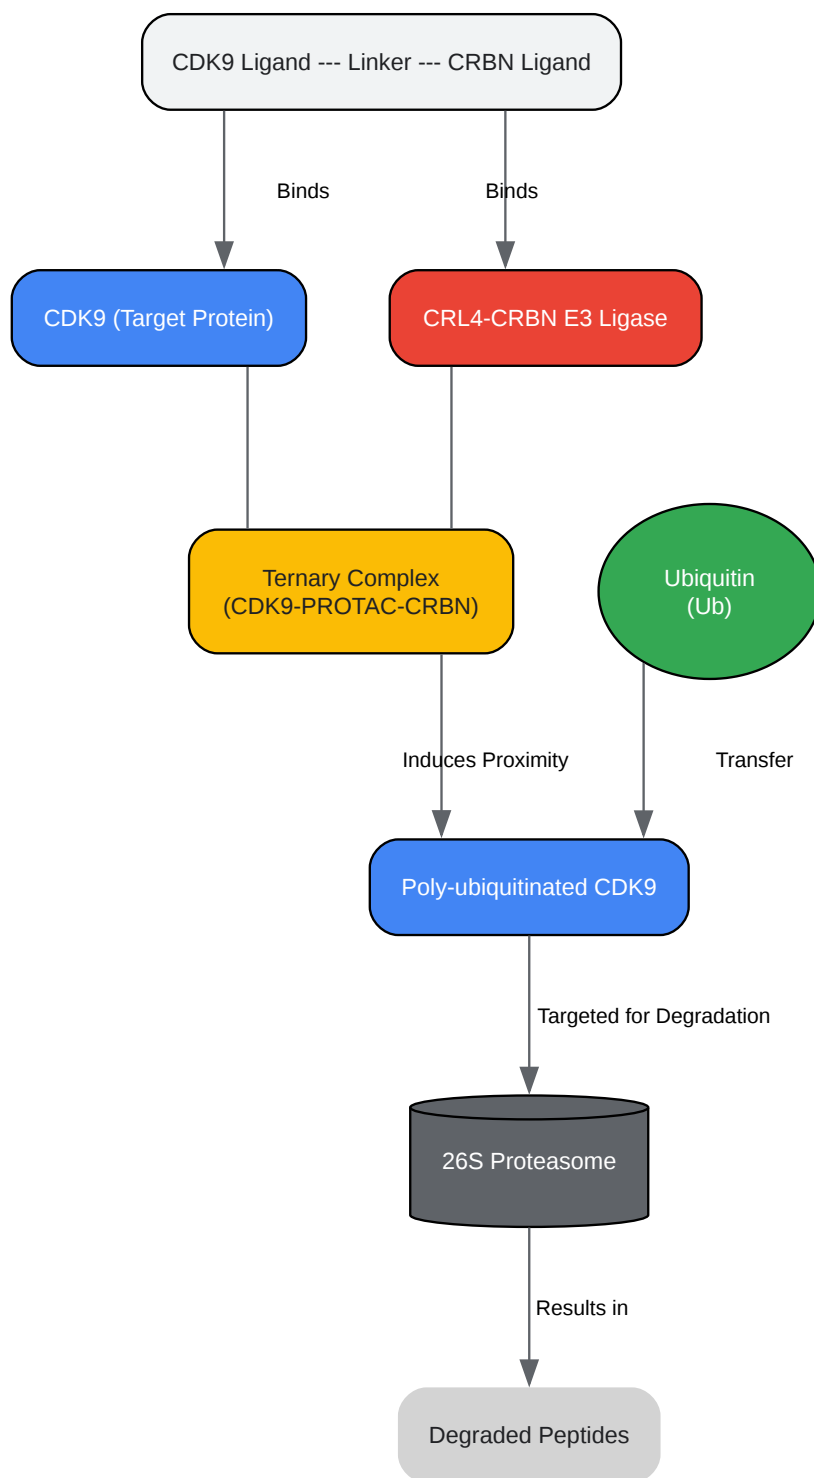 CDK9 Ligand --- Linker --- CRBN Ligand
Binds
Binds
CDK9 (Target Protein)
CRL4-CRBN E3 Ligase
Ternary Complex
(CDK9-PROTAC-CRBN)
Ubiquitin
(Ub)
Induces Proximity
Transfer
Poly-ubiquitinated CDK9
Targeted for Degradation
26S Proteasome
Results in
Degraded Peptides